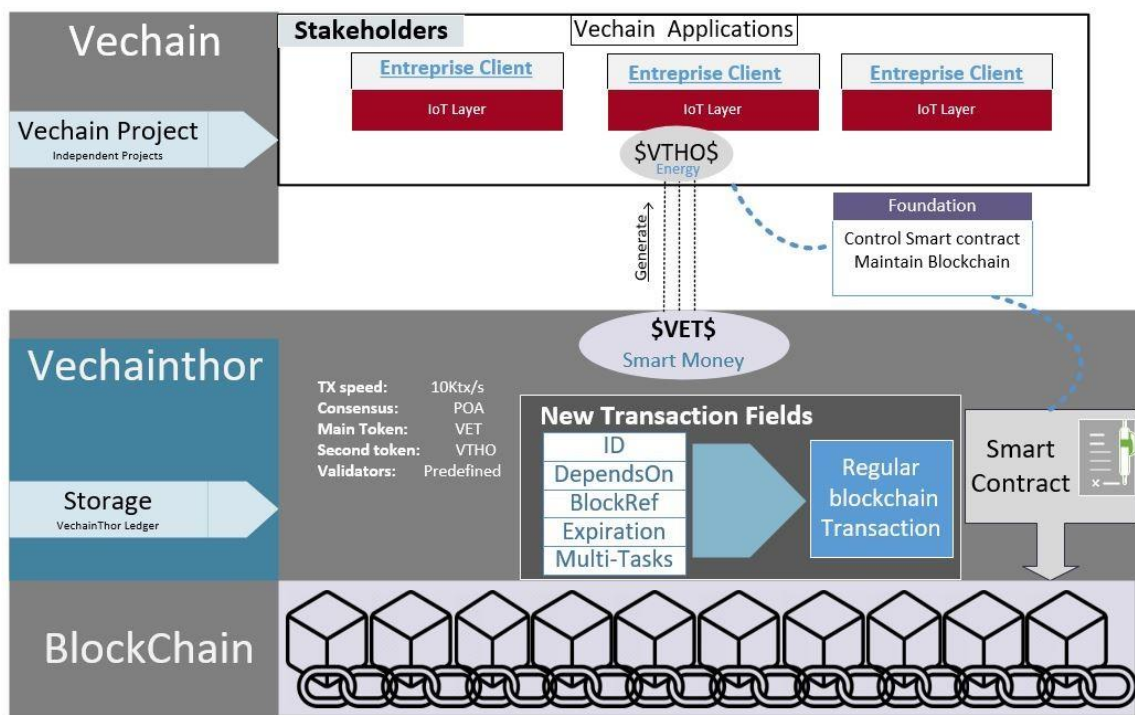 Vechain
Stakeholders
Vechain Applications
Entreprise Client
Entreprise Client
Entreprise Client
IoT Layer
IoT Layer
IoT Layer
Vechain Project
Independent Projects
$VTHO$
Energy
Generate
Foundation
Control Smart contract
Maintain Blockchain
$VET$
Smart Money
Vechainthor
TX speed: 10Ktx/s
Consensus: POA
Main Token: VET
Second token: VTHO
Validators: Predefined
New Transaction Fields
ID
DependsOn
BlockRef
Expiration
Multi-Tasks
Regular
blockchain
Transaction
Smart
Contract
Storage
VechainThor Ledger
BlockChain